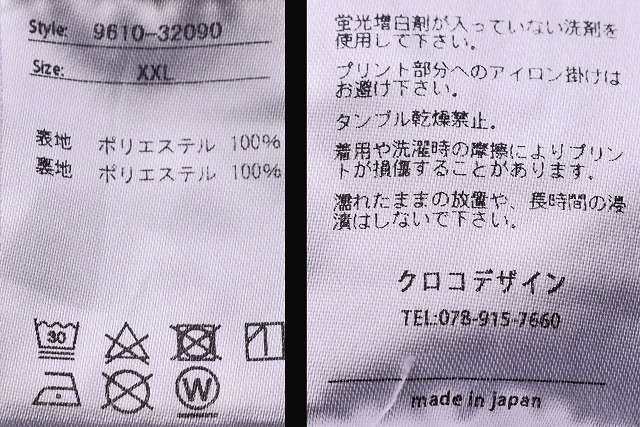 Style: 9610-32090
Size: XXL
表地 ポリエステル 100%
裏地 ポリエステル 100%
30
W
蛍光増白剤が入っていない洗剤を
使用して下さい。
プリント部分へのアイロン掛けは
お避け下さい。
タンブル乾燥禁止。
着用や洗濯時の摩擦によりプリン
トが損傷することがあります。
濡れたままの放置や、長時間の浸
漬はしないで下さい。
クロコデザイン
TEL:078-915-7660
made in japan